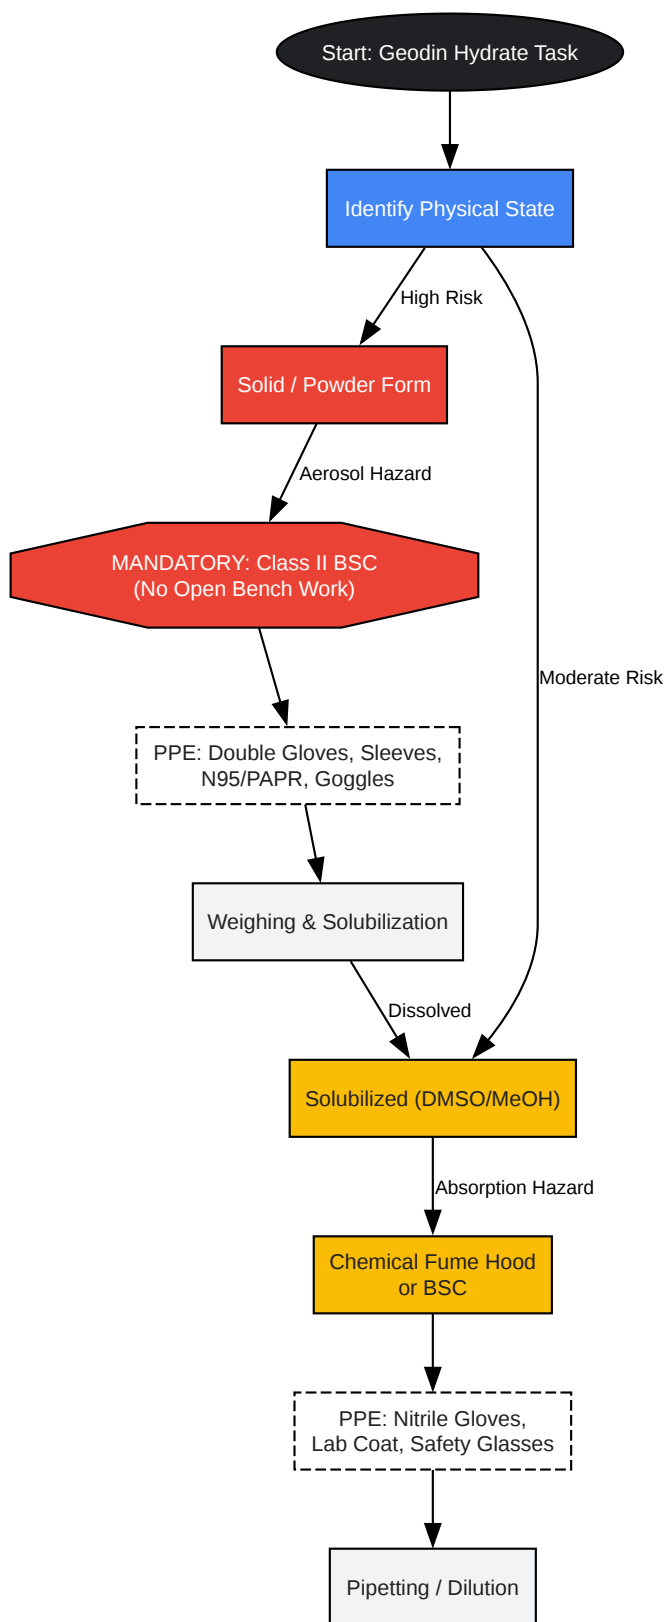 Start: Geodin Hydrate Task
Identify Physical State
High Risk
Solid / Powder Form
Aerosol Hazard
MANDATORY: Class II BSC
(No Open Bench Work)
Moderate Risk
PPE: Double Gloves, Sleeves,
N95/PAPR, Goggles
Weighing & Solubilization
Dissolved
Solubilized (DMSO/MeOH)
Absorption Hazard
Chemical Fume Hood
or BSC
PPE: Nitrile Gloves,
Lab Coat, Safety Glasses
Pipetting / Dilution